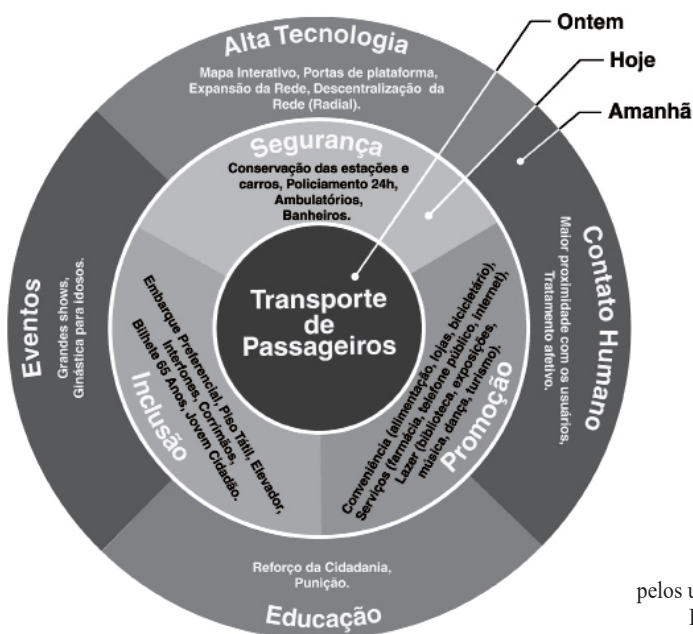 Ontem
Hoje
Amanhã
Alta Tecnologia
Mapa Interativo, Portas de plataforma,
Expansão da Rede, Descentralização da
Rede (Radial).
Segurança
Conservação das estações e
carros, Policiamento 24h,
Ambulatórios,
Banheiros.
Transporte
de
Passageiros
Eventos
Grandes shows,
Ginástica para idosos.
Contato Humano
Maior proximidade com os usuários,
Tratamento afetivo.
Embarque Preferencial, Piso Tátil, Elevador,
Interfones, Corrimãos,
Bilhete 65 Anos, Jovem Cidadão.
Inclusão
Conveniência (alimentação, lojas, bicicletário),
Serviços (farmácia, telefone público, internet),
Lazer (biblioteca, exposições,
música, dança, turismo).
Promoção
Reforço da Cidadania,
Punição.
Educação
pelos u